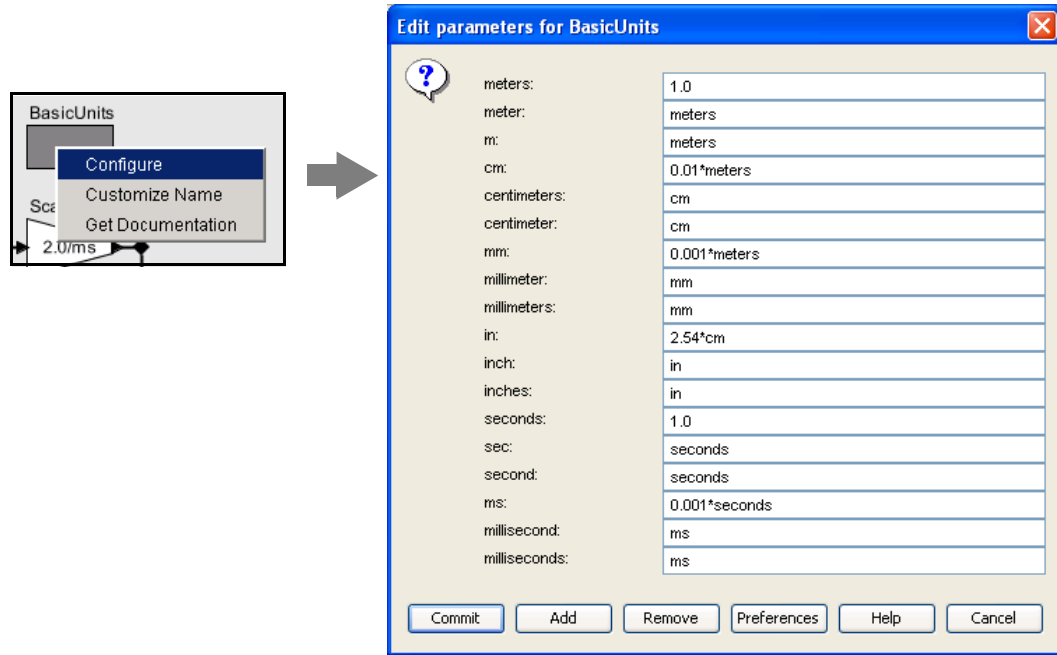 BasicUnits
Configure
Customize Name
Get Documentation
Sca
2.0/ms
Edit parameters for BasicUnits
?
meters: 1.0
meter: meters
m: meters
cm: 0.01*meters
centimeters: cm
centimeter: cm
mm: 0.001*meters
millimeter: mm
millimeters: mm
in: 2.54*cm
inch: in
inches: in
seconds: 1.0
sec: seconds
second: seconds
ms: 0.001*seconds
millisecond: ms
milliseconds: ms
Commit Add Remove Preferences Help Cancel